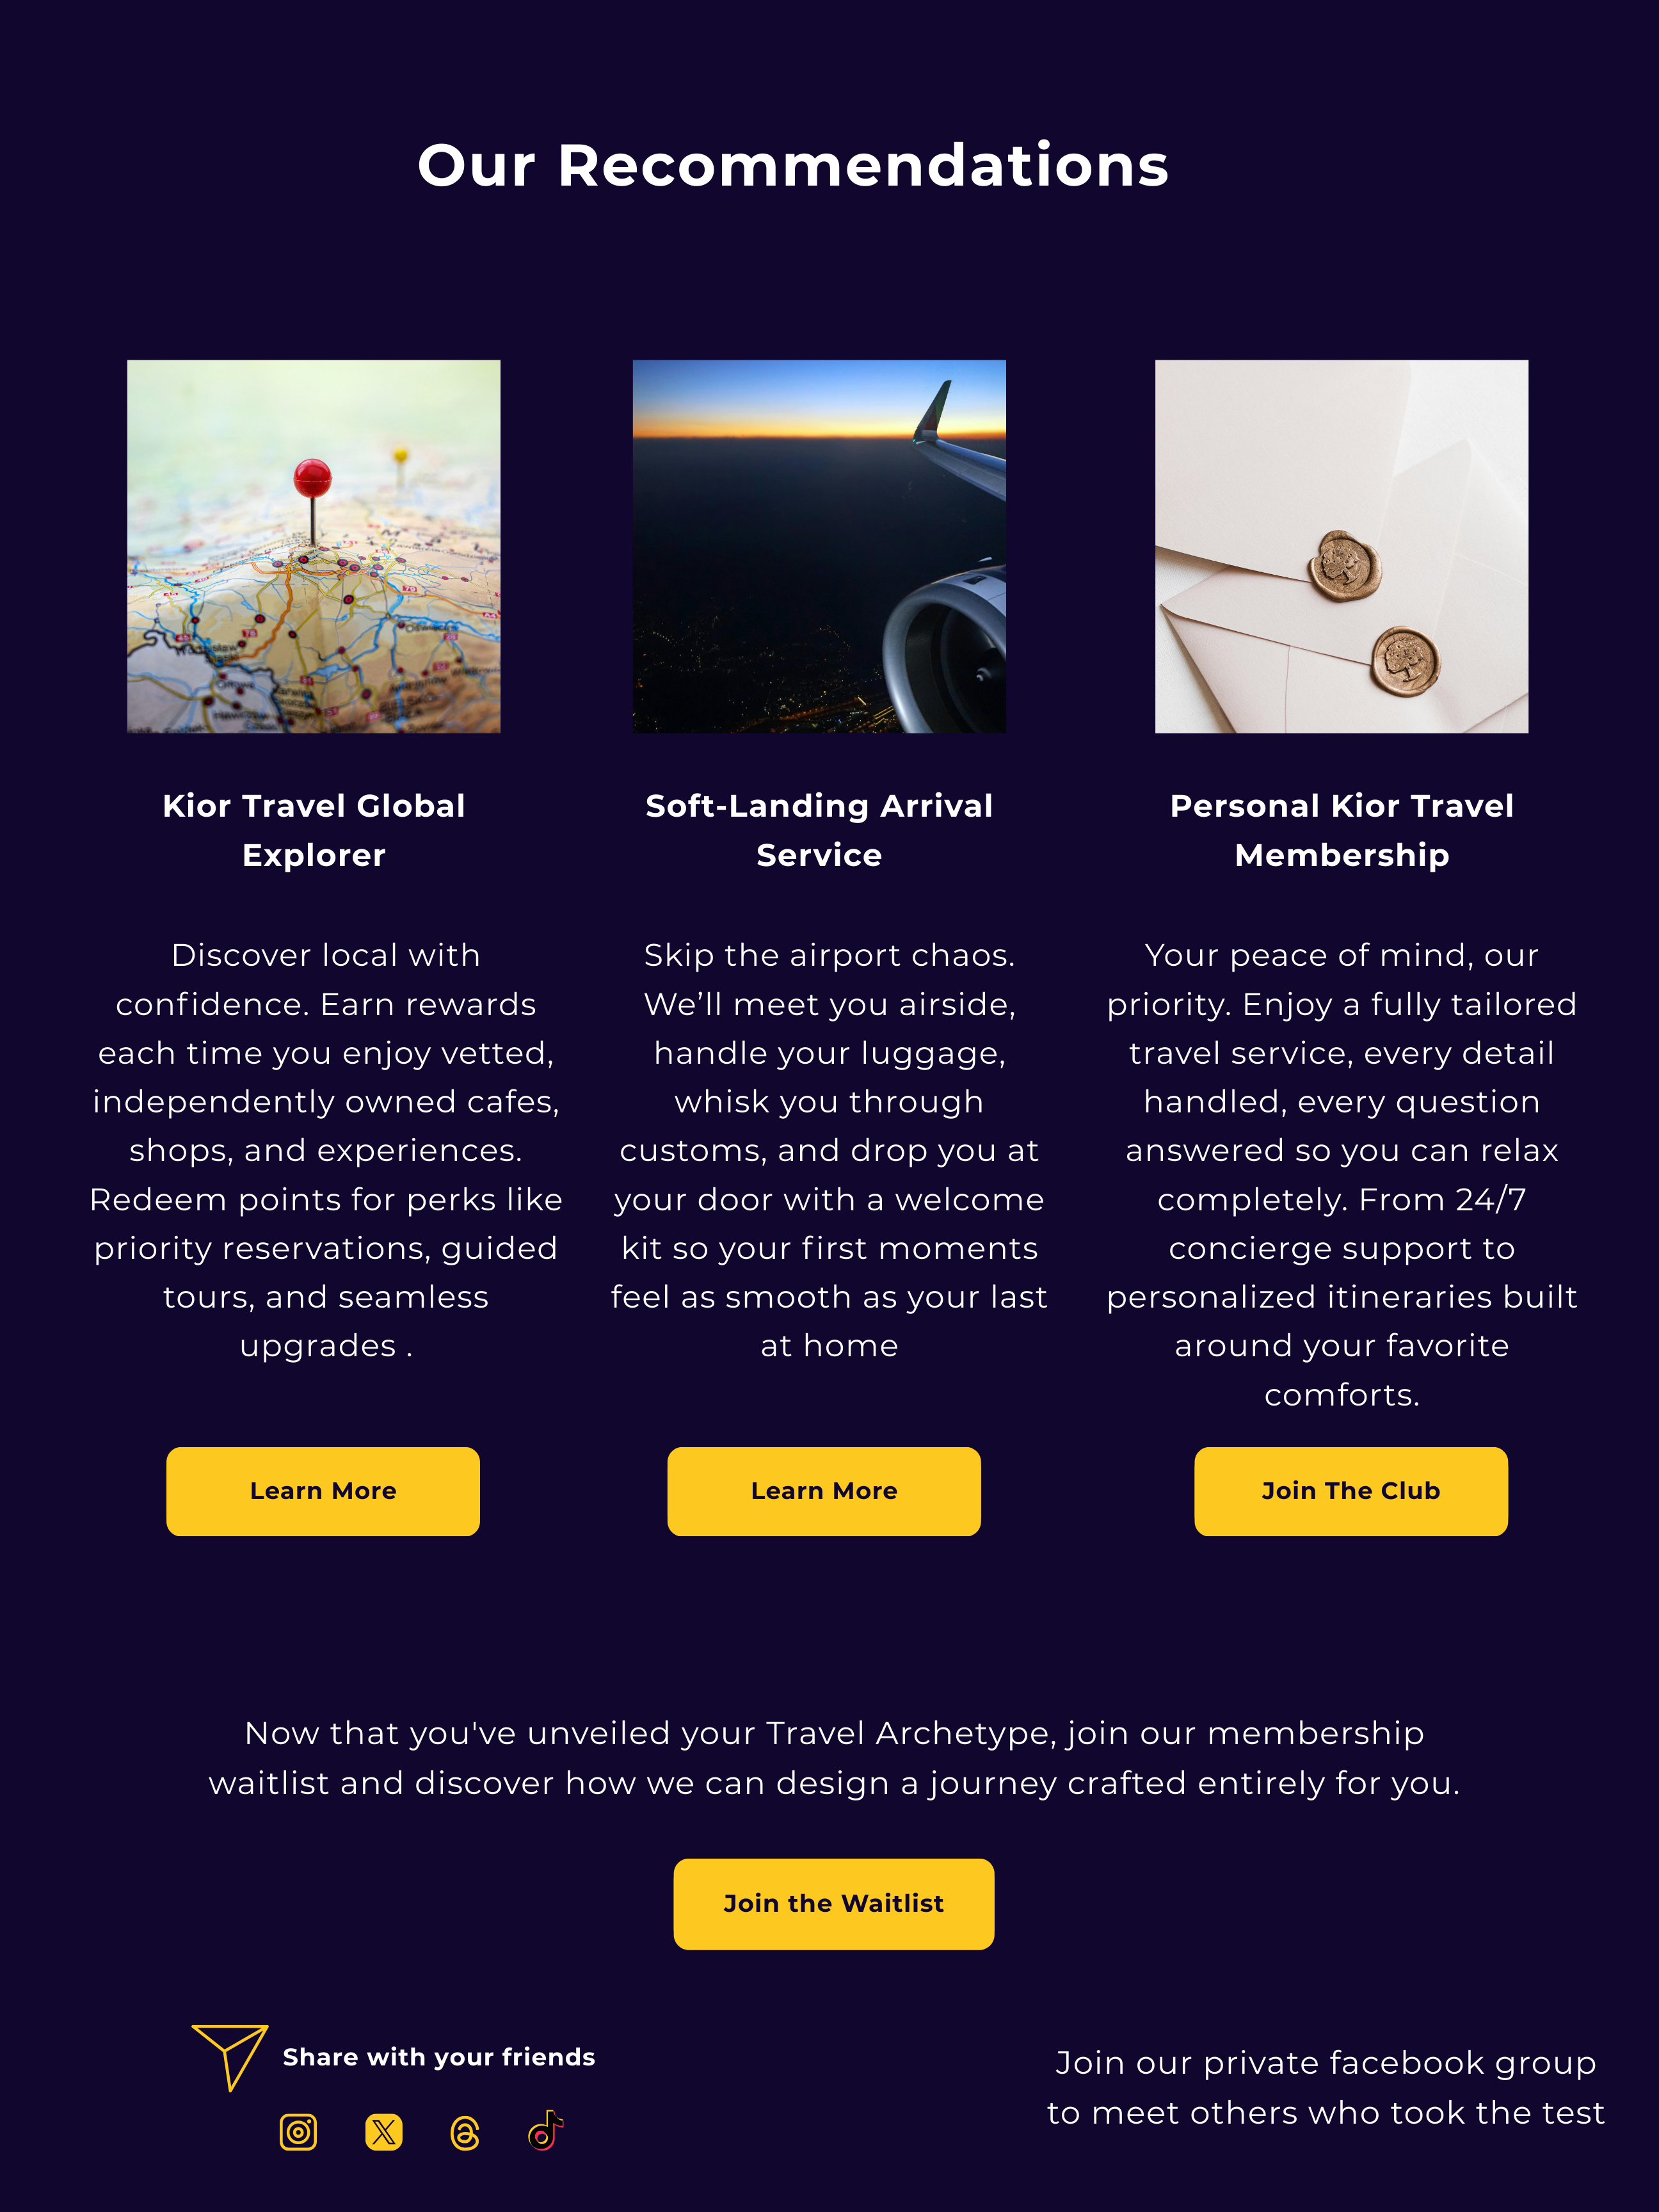 Our Recommendations
Kior Travel Global
Explorer
Discover local with
confidence. Earn rewards
each time you enjoy vetted,
independently owned cafes,
shops, and experiences.
Redeem points for perks like
priority reservations, guided
tours, and seamless
upgrades .
Learn More
Soft-Landing Arrival
Service
Skip the airport chaos.
We’ll meet you airside,
handle your luggage,
whisk you through
customs, and drop you at
your door with a welcome
kit so your first moments
feel as smooth as your last
at home
Learn More
Personal Kior Travel
Membership
Your peace of mind, our
priority. Enjoy a fully tailored
travel service, every detail
handled, every question
answered so you can relax
completely. From 24/7
concierge support to
personalized itineraries built
around your favorite
comforts.
Join The Club
Now that you've unveiled your Travel Archetype, join our membership
waitlist and discover how we can design a journey crafted entirely for you.
Join the Waitlist
Share with your friends
Join our private facebook group
to meet others who took the test